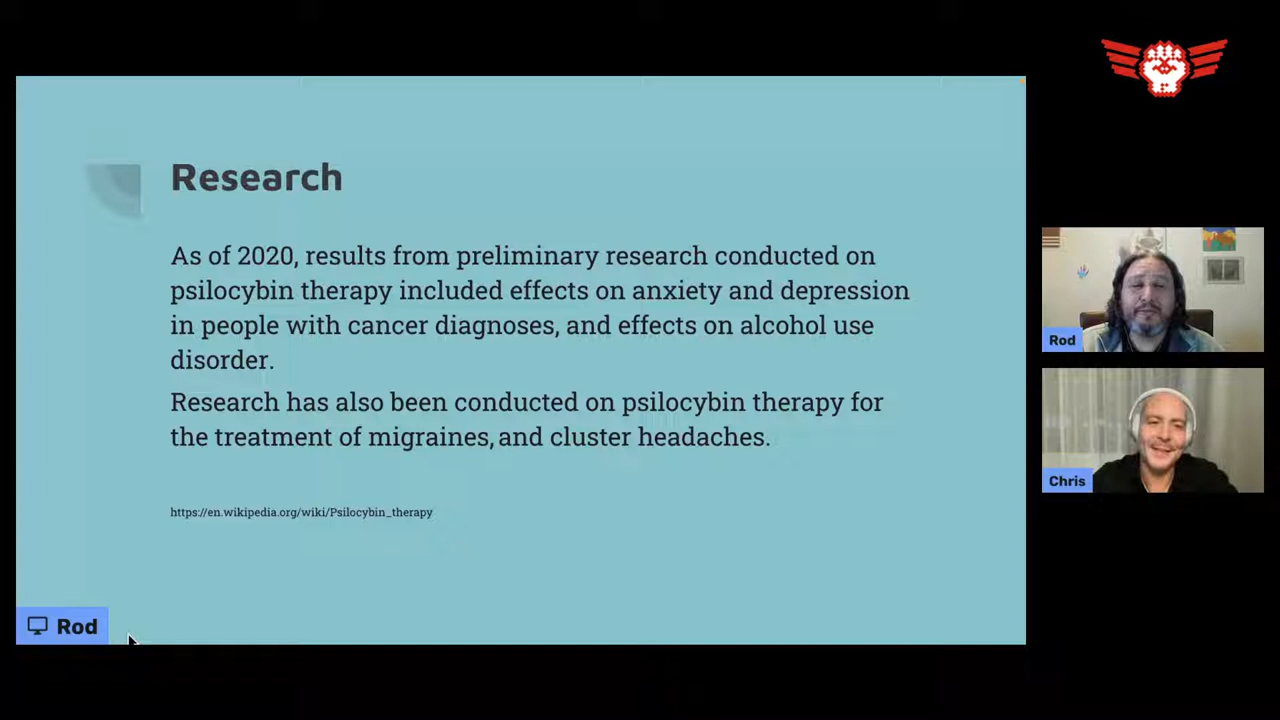 Research
As of 2020, results from preliminary research conducted on
psilocybin therapy included effects on anxiety and depression
in people with cancer diagnoses, and effects on alcohol use
disorder.
Research has also been conducted on psilocybin therapy for
the treatment of migraines, and cluster headaches.
https://en.wikipedia.org/wiki/Psilocybin_therapy
Rod
Rod
Chris